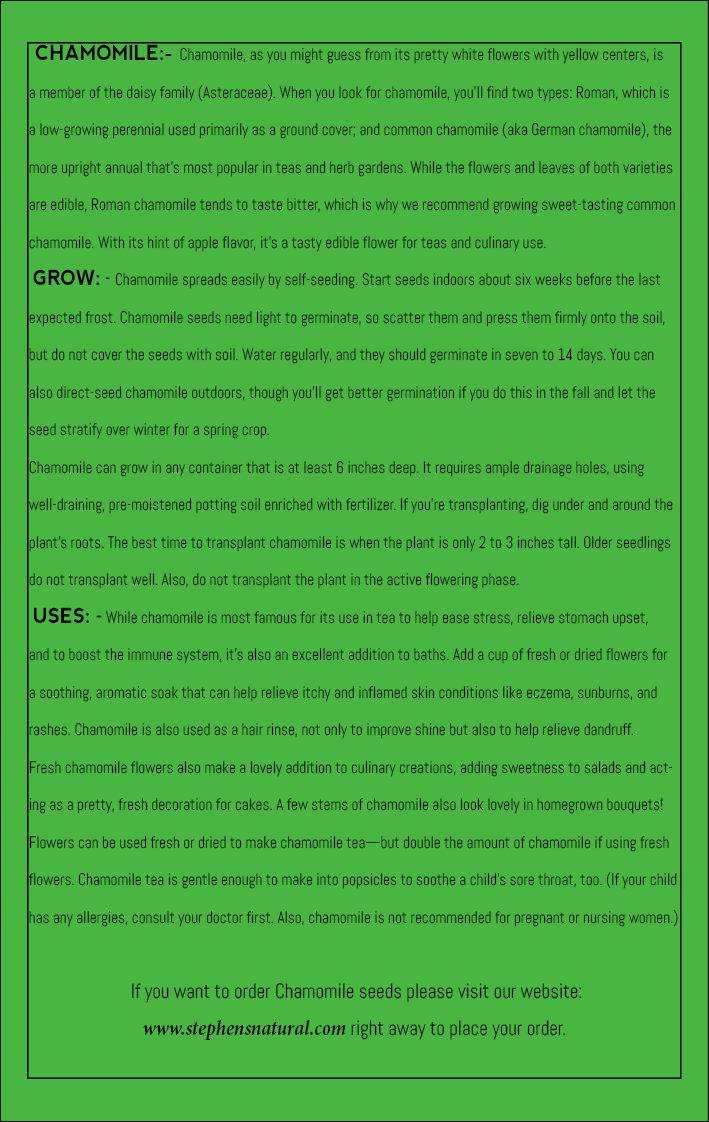 CHAMOMILE:- Chamomile, as you might guess from its pretty white flowers with yellow centers, is
a member of the daisy family (Asteraceae). When you look for chamomile, you'll find two types: Roman, which is
a low-growing perennial used primarily as a ground cover; and common chamomile (aka German chamomile), the
more upright annual that's most popular in teas and herb gardens. While the flowers and leaves of both varieties
are edible, Roman chamomile tends to taste bitter, which is why we recommend growing sweet-tasting common
chamomile. With its hint of apple flavor, it's a tasty edible flower for teas and culinary use.
GROW: - Chamomile spreads easily by self-seeding. Start seeds indoors about six weeks before the last
expected frost. Chamomile seeds need light to germinate, so scatter them and press them firmly onto the soil,
but do not cover the seeds with soil. Water regularly, and they should germinate in seven to 14 days. You can
also direct-seed chamomile outdoors, though you'll get better germination if you do this in the fall and let the
seed stratify over winter for a spring crop.
Chamomile can grow in any container that is at least 6 inches deep. It requires ample drainage holes, using
well-draining, pre-moistened potting soil enriched with fertilizer. If you're transplanting, dig under and around the
plant's roots. The best time to transplant chamomile is when the plant is only 2 to 3 inches tall. Older seedlings
do not transplant well. Also, do not transplant the plant in the active flowering phase.
USES: - While chamomile is most famous for its use in tea to help ease stress, relieve stomach upset,
and to boost the immune system, it's also an excellent addition to baths. Add a cup of fresh or dried flowers for
a soothing, aromatic soak that can help relieve itchy and inflamed skin conditions like eczema, sunburns, and
rashes. Chamomile is also used as a hair rinse, not only to improve shine but also to help relieve dandruff.
Fresh chamomile flowers also make a lovely addition to culinary creations, adding sweetness to salads and act-
ing as a pretty, fresh decoration for cakes. A few stems of chamomile also look lovely in homegrown bouquets!
Flowers can be used fresh or dried to make chamomile tea—but double the amount of chamomile if using fresh
flowers. Chamomile tea is gentle enough to make into popsicles to soothe a child's sore throat, too. (If your child
has any allergies, consult your doctor first. Also, chamomile is not recommended for pregnant or nursing women.)
If you want to order Chamomile seeds please visit our website:
www.stephensnatural.com right away to place your order.